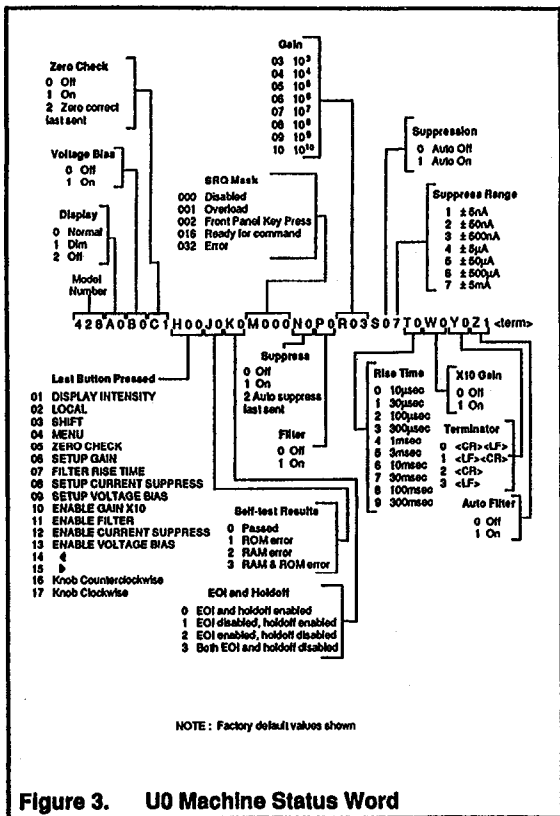 Gain
03 10³
04 10⁴
05 10⁵
06 10⁶
07 10⁷
08 10⁸
09 10⁹
10 10¹⁰
Zero Check
0 Off
1 On
2 Zero correct
last sent
Voltage Bias
0 Off
1 On
Display
0 Normal
1 Dim
2 Off
Model
Number
SRQ Mask
000 Disabled
001 Overload
002 Front Panel Key Press
016 Ready for command
032 Error
Suppression
0 Auto Off
1 Auto On
Suppress Range
1 ± 5nA
2 ± 50nA
3 ± 500nA
4 ± 5µA
5 ± 50µA
6 ± 500µA
7 ± 5mA
428A0B0C1H00J0K0M000N0P0R03S07T0W0Y0Z1 <term>
Last Button Pressed
01 DISPLAY INTENSITY
02 LOCAL
03 SHIFT
04 MENU
05 ZERO CHECK
06 SETUP GAIN
07 FILTER RISE TIME
08 SETUP CURRENT SUPPRESS
09 SETUP VOLTAGE BIAS
10 ENABLE GAIN X10
11 ENABLE FILTER
12 ENABLE CURRENT SUPPRESS
13 ENABLE VOLTAGE BIAS
14 ◀
15 ▶
16 Knob Counterclockwise
17 Knob Clockwise
Suppress
0 Off
1 On
2 Auto suppress
last sent
Filter
0 Off
1 On
Self-test Results
0 Passed
1 ROM error
2 RAM error
3 RAM & ROM error
EOI and Holdoff
0 EOI and holdoff enabled
1 EOI disabled, holdoff enabled
2 EOI enabled, holdoff disabled
3 Both EOI and holdoff disabled
Rise Time
0 10µsec
1 30µsec
2 100µsec
3 300µsec
4 1msec
5 3msec
6 10msec
7 30msec
8 100msec
9 300msec
X10 Gain
0 Off
1 On
Terminator
0 <CR><LF>
1 <LF><CR>
2 <CR>
3 <LF>
Auto Filter
0 Off
1 On
NOTE : Factory default values shown
Figure 3. U0 Machine Status Word